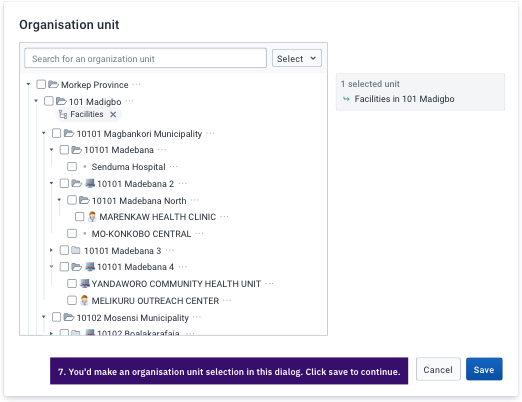 Organisation unit
Search for an organization unit
Select
1 selected unit
Facilities in 101 Madigbo
Morkep Province ···
101 Madigbo ···
Facilities ×
10101 Magbankori Municipality ···
10101 Madebana ···
Senduma Hospital ···
10101 Madebana 2 ···
10101 Madebana North ···
MARENKAW HEALTH CLINIC ···
MO-KONKOBO CENTRAL ···
10101 Madebana 3 ···
10101 Madebana 4 ···
YANDAWORO COMMUNITY HEALTH UNIT ···
MELIKURU OUTREACH CENTER ···
10102 Mosensi Municipality ···
10102 Boalakarafaia ···
7. You'd make an organisation unit selection in this dialog. Click save to continue.
Cancel
Save